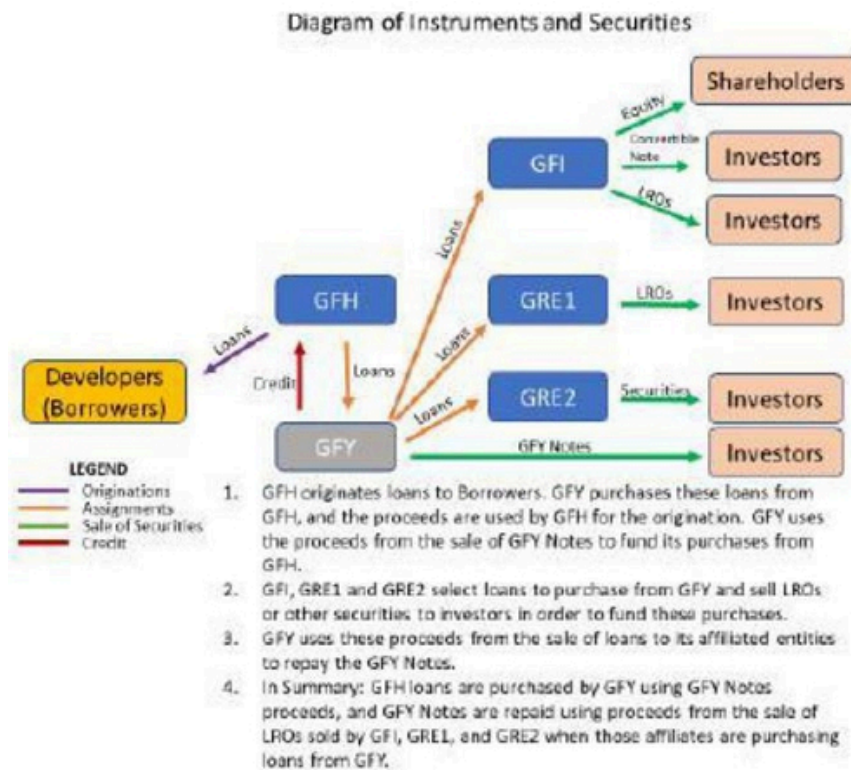 Diagram of Instruments and Securities
Shareholders
Equity
Convertible
Note
GFI
Investors
LROs
Investors
Loans
GFH
GRE1
LROs
Investors
Loans
Loans
Developers
(Borrowers)
Credit
Loans
GRE2
Securities
Investors
Loans
GFY
GFY Notes
Investors
LEGEND
Originations
Assignments
Sale of Securities
Credit
1. GFH originates loans to Borrowers. GFY purchases these loans from
GFH, and the proceeds are used by GFH for the origination. GFY uses
the proceeds from the sale of GFY Notes to fund its purchases from
GFH.
2. GFI, GRE1 and GRE2 select loans to purchase from GFY and sell LROs
or other securities to investors in order to fund these purchases.
3. GFY uses these proceeds from the sale of loans to its affiliated entities
to repay the GFY Notes.
4. In Summary: GFH loans are purchased by GFY using GFY Notes
proceeds, and GFY Notes are repaid using proceeds from the sale of
LROs sold by GFI, GRE1, and GRE2 when those affiliates are purchasing
loans from GFY.